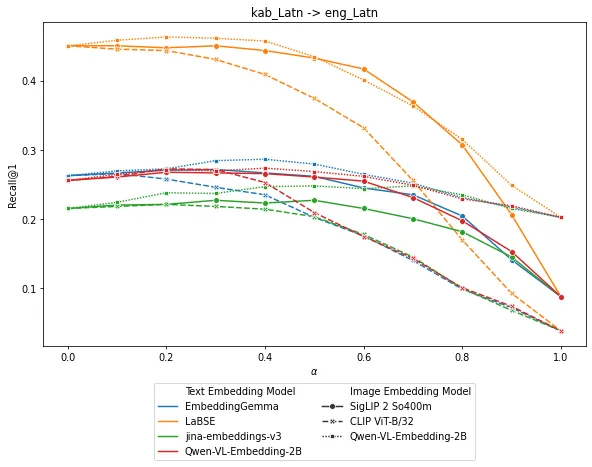 kab_Latn -> eng_Latn
Recall@1
0.4
0.3
0.2
0.1
0.0 0.2 0.4 0.6 0.8 1.0
α
Text Embedding Model Image Embedding Model
EmbeddingGemma SigLIP 2 So400m
LaBSE CLIP ViT-B/32
jina-embeddings-v3 Qwen-VL-Embedding-2B
Qwen-VL-Embedding-2B